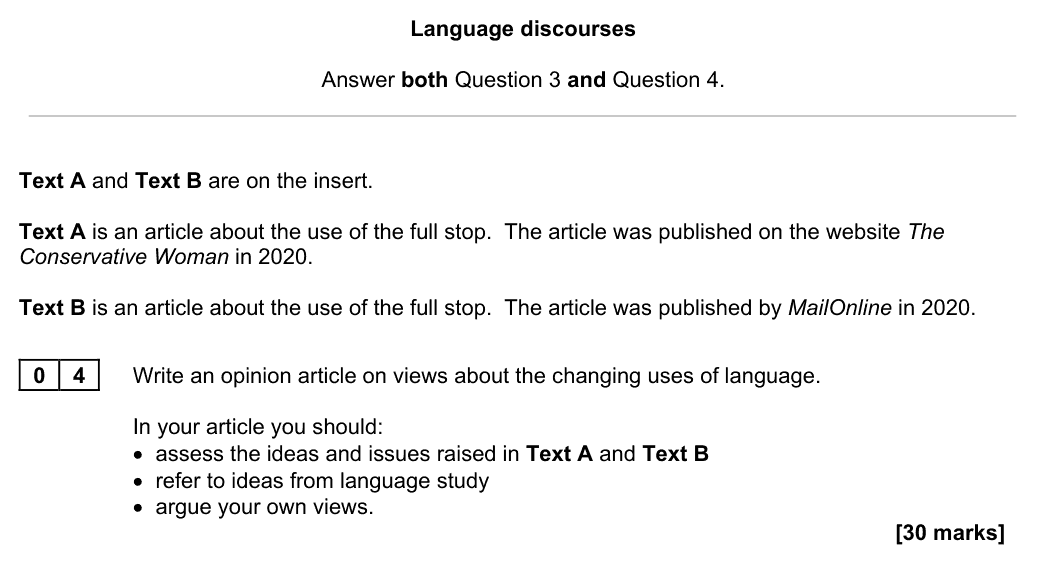 Language discourses
Answer both Question 3 and Question 4.
Text A and Text B are on the insert.
Text A is an article about the use of the full stop.  The article was published on the website The
Conservative Woman in 2020.
Text B is an article about the use of the full stop.  The article was published by MailOnline in 2020.
0 4 Write an opinion article on views about the changing uses of language.
In your article you should:
• assess the ideas and issues raised in Text A and Text B
• refer to ideas from language study
• argue your own views.
[30 marks]